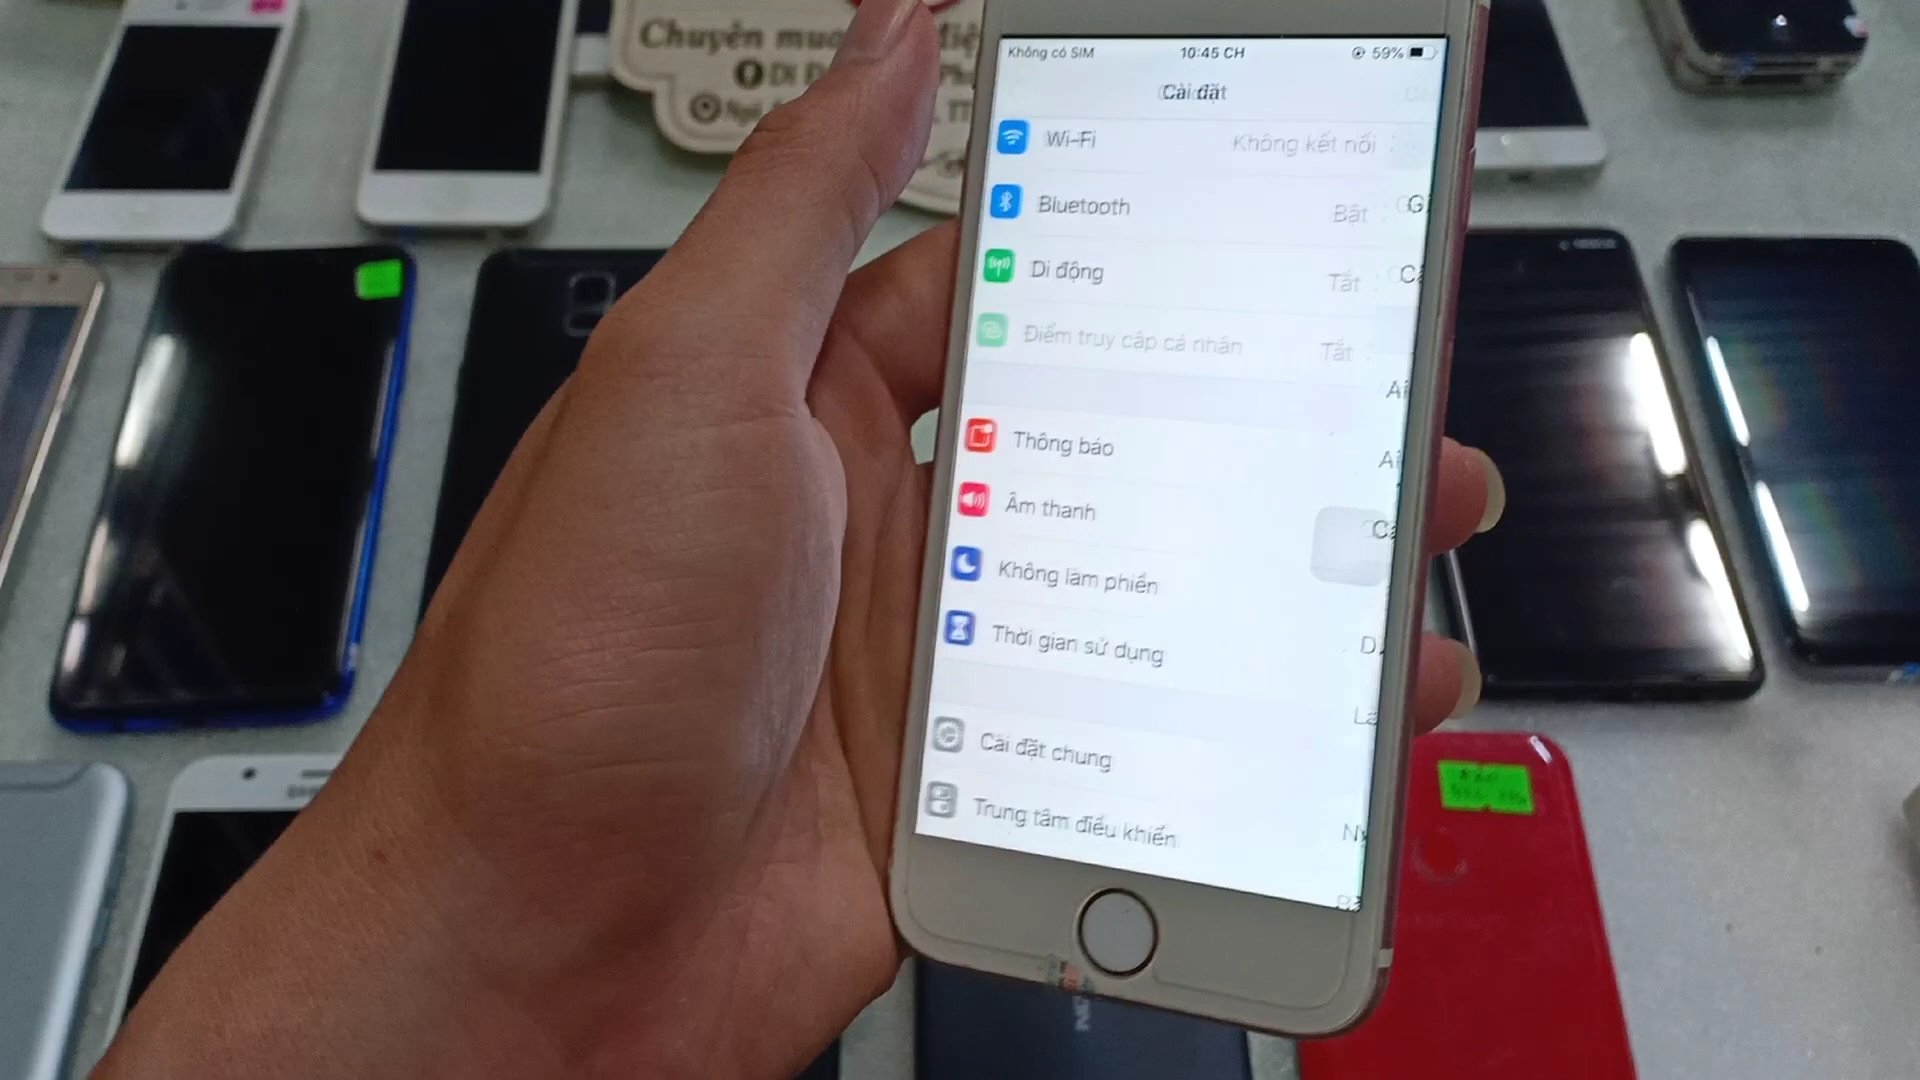 Chuyên mua
Không có SIM 10:45 CH 59%
Cài đặt
Wi-Fi Không kết nối
Bluetooth Bật
Di động Tắt
Điểm truy cập cá nhân Tắt
Thông báo
Âm thanh
Không làm phiền
Thời gian sử dụng
Cài đặt chung
Trung tâm điều khiển